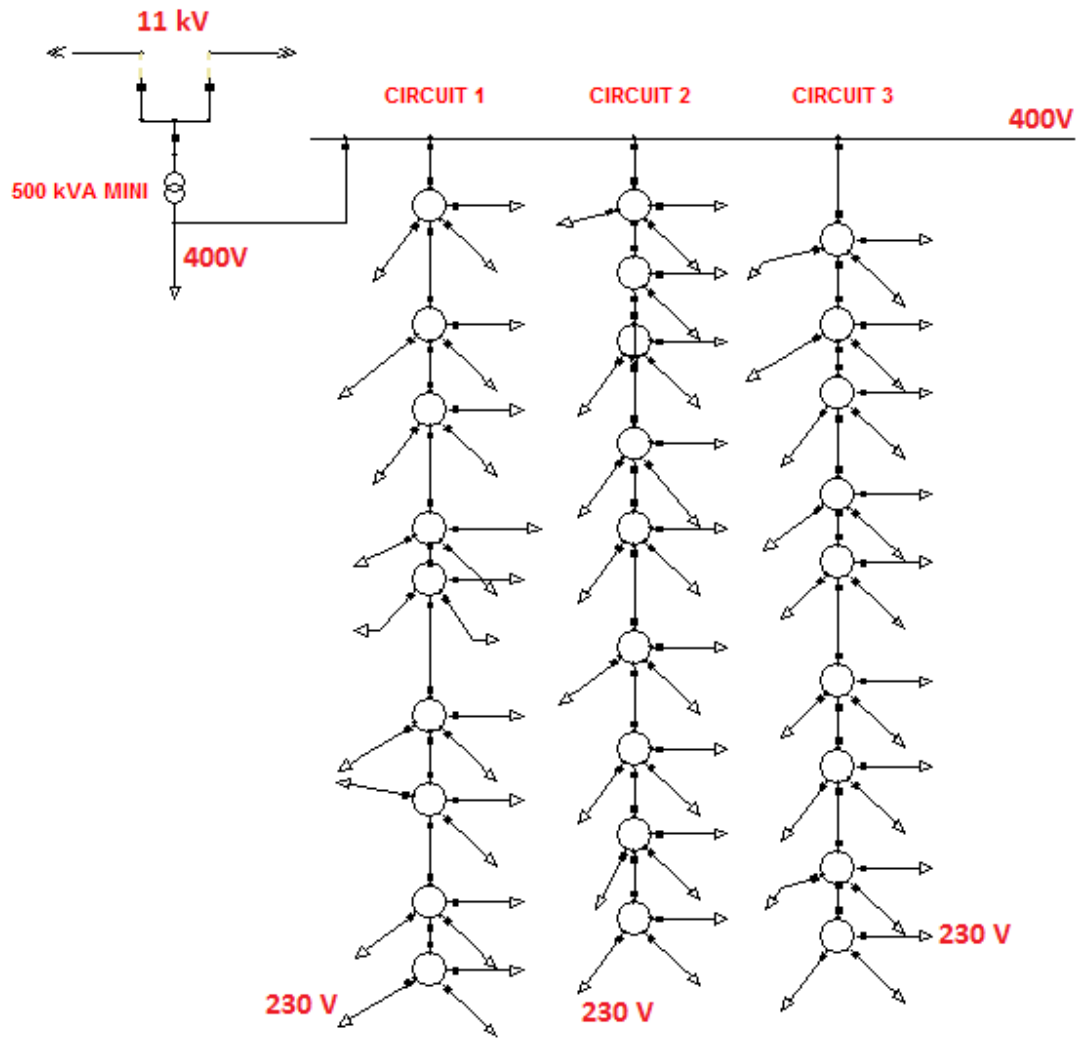 11 kV
CIRCUIT 1
CIRCUIT 2
CIRCUIT 3
400V
500 kVA MINI
400V
230 V
230 V
230 V